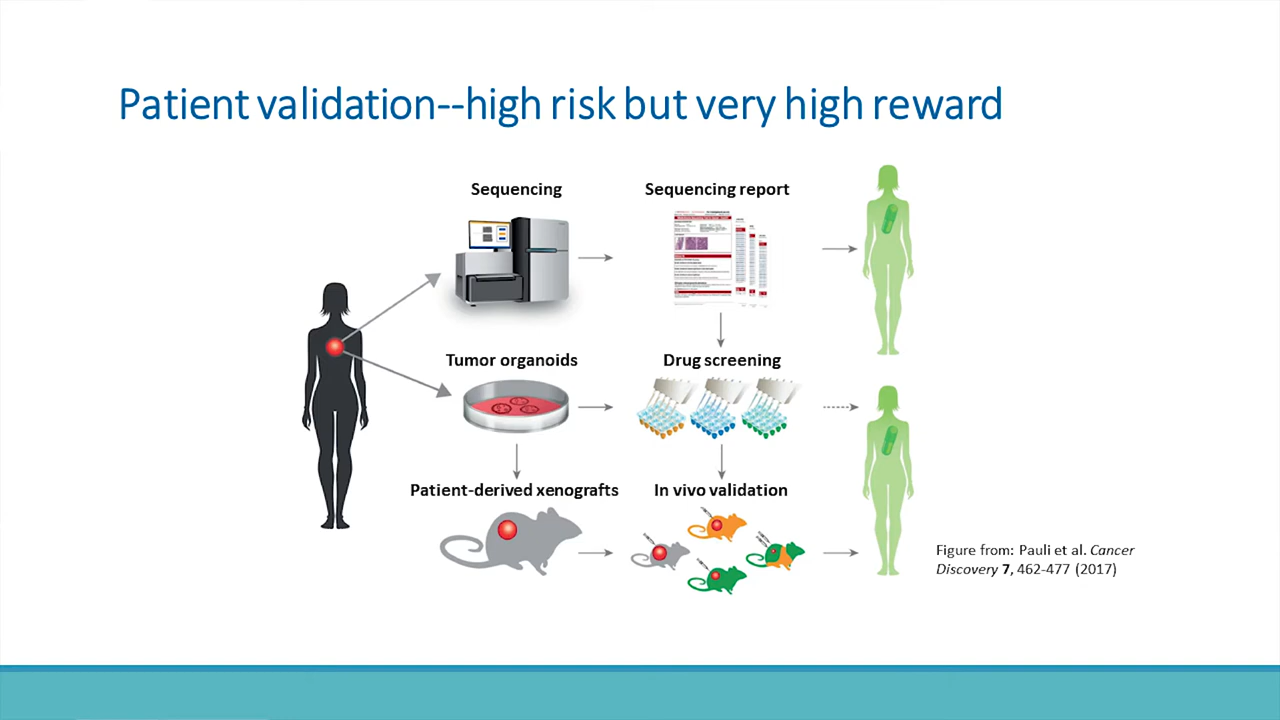 Patient validation--high risk but very high reward
Sequencing
Sequencing report
Tumor organoids
Drug screening
Patient-derived xenografts
In vivo validation
Figure from: Pauli et al. Cancer
Discovery 7, 462-477 (2017)